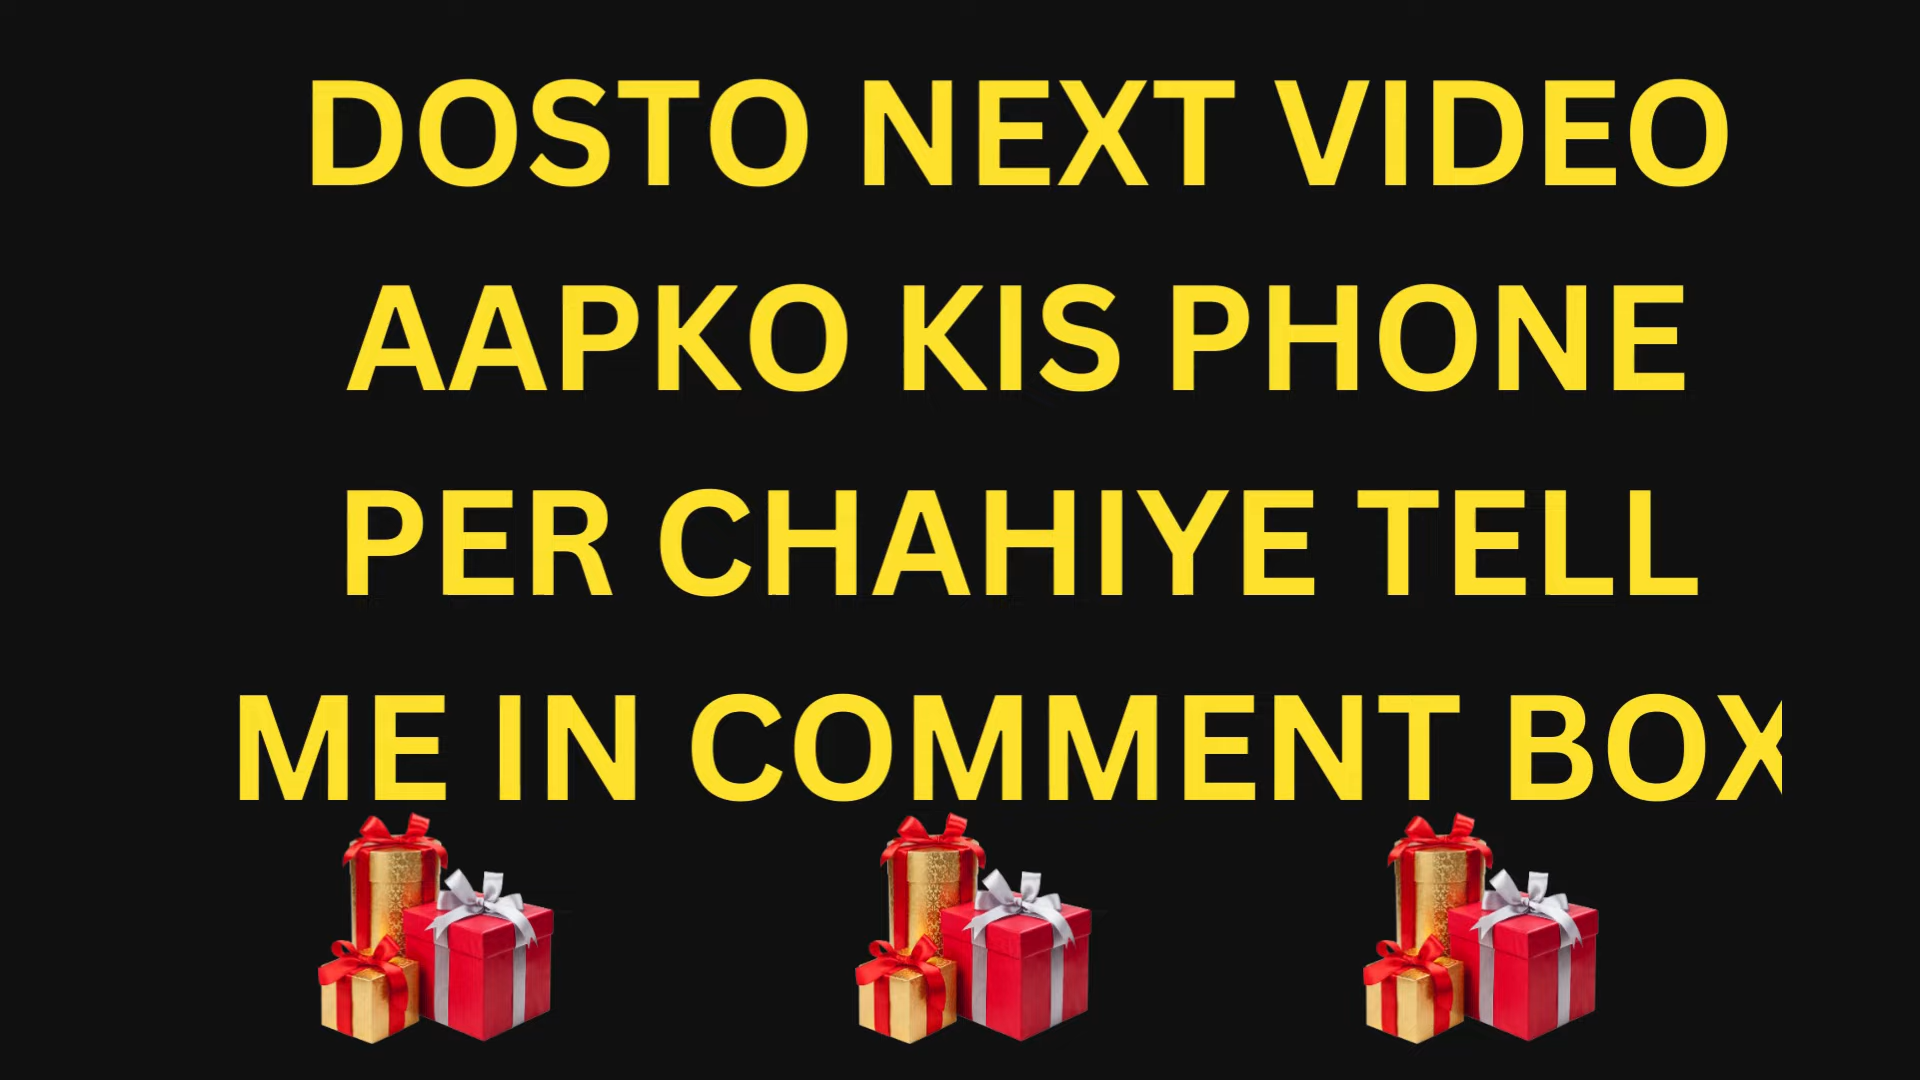 DOSTO NEXT VIDEO
AAPKO KIS PHONE
PER CHAHIYE TELL
ME IN COMMENT BOX